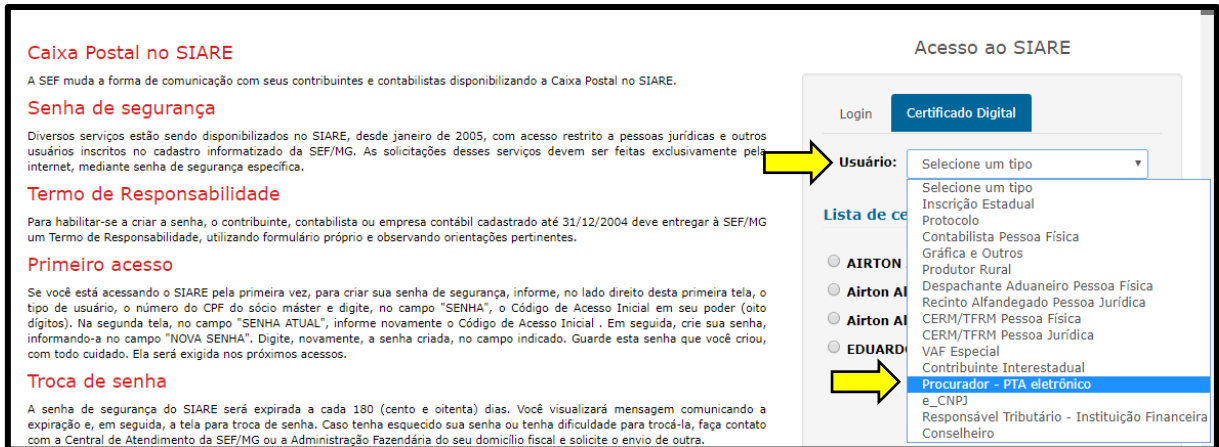 Caixa Postal no SIARE
A SEF muda a forma de comunicação com seus contribuintes e contabilistas disponibilizando a Caixa Postal no SIARE.
Senha de segurança
Diversos serviços estão sendo disponibilizados no SIARE, desde janeiro de 2005, com acesso restrito a pessoas jurídicas e outros
usuários inscritos no cadastro informatizado da SEF/MG. As solicitações desses serviços devem ser feitas exclusivamente pela
internet, mediante senha de segurança específica.
Termo de Responsabilidade
Para habilitar-se a criar a senha, o contribuinte, contabilista ou empresa contábil cadastrado até 31/12/2004 deve entregar à SEF/MG
um Termo de Responsabilidade, utilizando formulário próprio e observando orientações pertinentes.
Primeiro acesso
Se você está acessando o SIARE pela primeira vez, para criar sua senha de segurança, informe, no lado direito desta primeira tela, o
tipo de usuário, o número do CPF do sócio máster e digite, no campo "SENHA", o Código de Acesso Inicial em seu poder (oito
dígitos). Na segunda tela, no campo "SENHA ATUAL", informe novamente o Código de Acesso Inicial . Em seguida, crie sua senha,
informando-a no campo "NOVA SENHA". Digite, novamente, a senha criada, no campo indicado. Guarde esta senha que você criou,
com todo cuidado. Ela será exigida nos próximos acessos.
Troca de senha
A senha de segurança do SIARE será expirada a cada 180 (cento e oitenta) dias. Você visualizará mensagem comunicando a
expiração e, em seguida, a tela para troca de senha. Caso tenha esquecido sua senha ou tenha dificuldade para trocá-la, faça contato
com a Central de Atendimento da SEF/MG ou a Administração Fazendária do seu domicílio fiscal e solicite o envio de outra.
Acesso ao SIARE
Login Certificado Digital
Usuário: Selecione um tipo
Selecione um tipo
Inscrição Estadual
Protocolo
Contabilista Pessoa Física
Gráfica e Outros
Produtor Rural
Despachante Aduaneiro Pessoa Física
Recinto Alfandegado Pessoa Jurídica
CERM/TFRM Pessoa Física
CERM/TFRM Pessoa Jurídica
VAF Especial
Contribuinte Interestadual
Procurador - PTA eletrônico
e_CNPJ
Responsável Tributário - Instituição Financeira
Conselheiro
Lista de ce
AIRTON
Airton Al
Airton Al
EDUARD